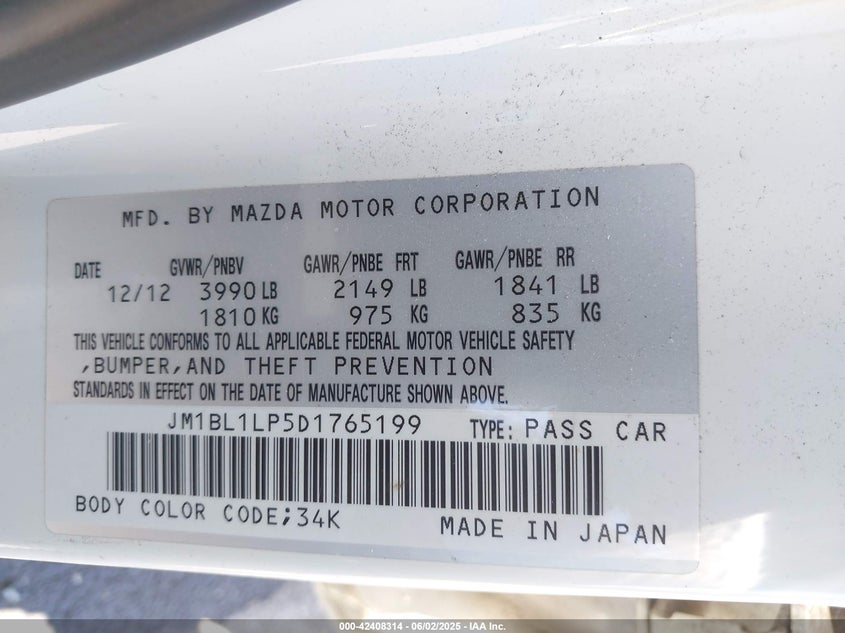 MFD. BY MAZDA MOTOR CORPORATION
DATE GVWR/PNBV GAWR/PNBE FRT GAWR/PNBE RR
12/12 3990 LB 2149 LB 1841 LB
1810 KG 975 KG 835 KG
THIS VEHICLE CONFORMS TO ALL APPLICABLE FEDERAL MOTOR VEHICLE SAFETY
,BUMPER,AND THEFT PREVENTION
STANDARDS IN EFFECT ON THE DATE OF MANUFACTURE SHOWN ABOVE.
JM1BL1LP5D1765199 TYPE: PASS CAR
BODY COLOR CODE;34K MADE IN JAPAN
000-42408314 - 06/02/2025 - IAA Inc.